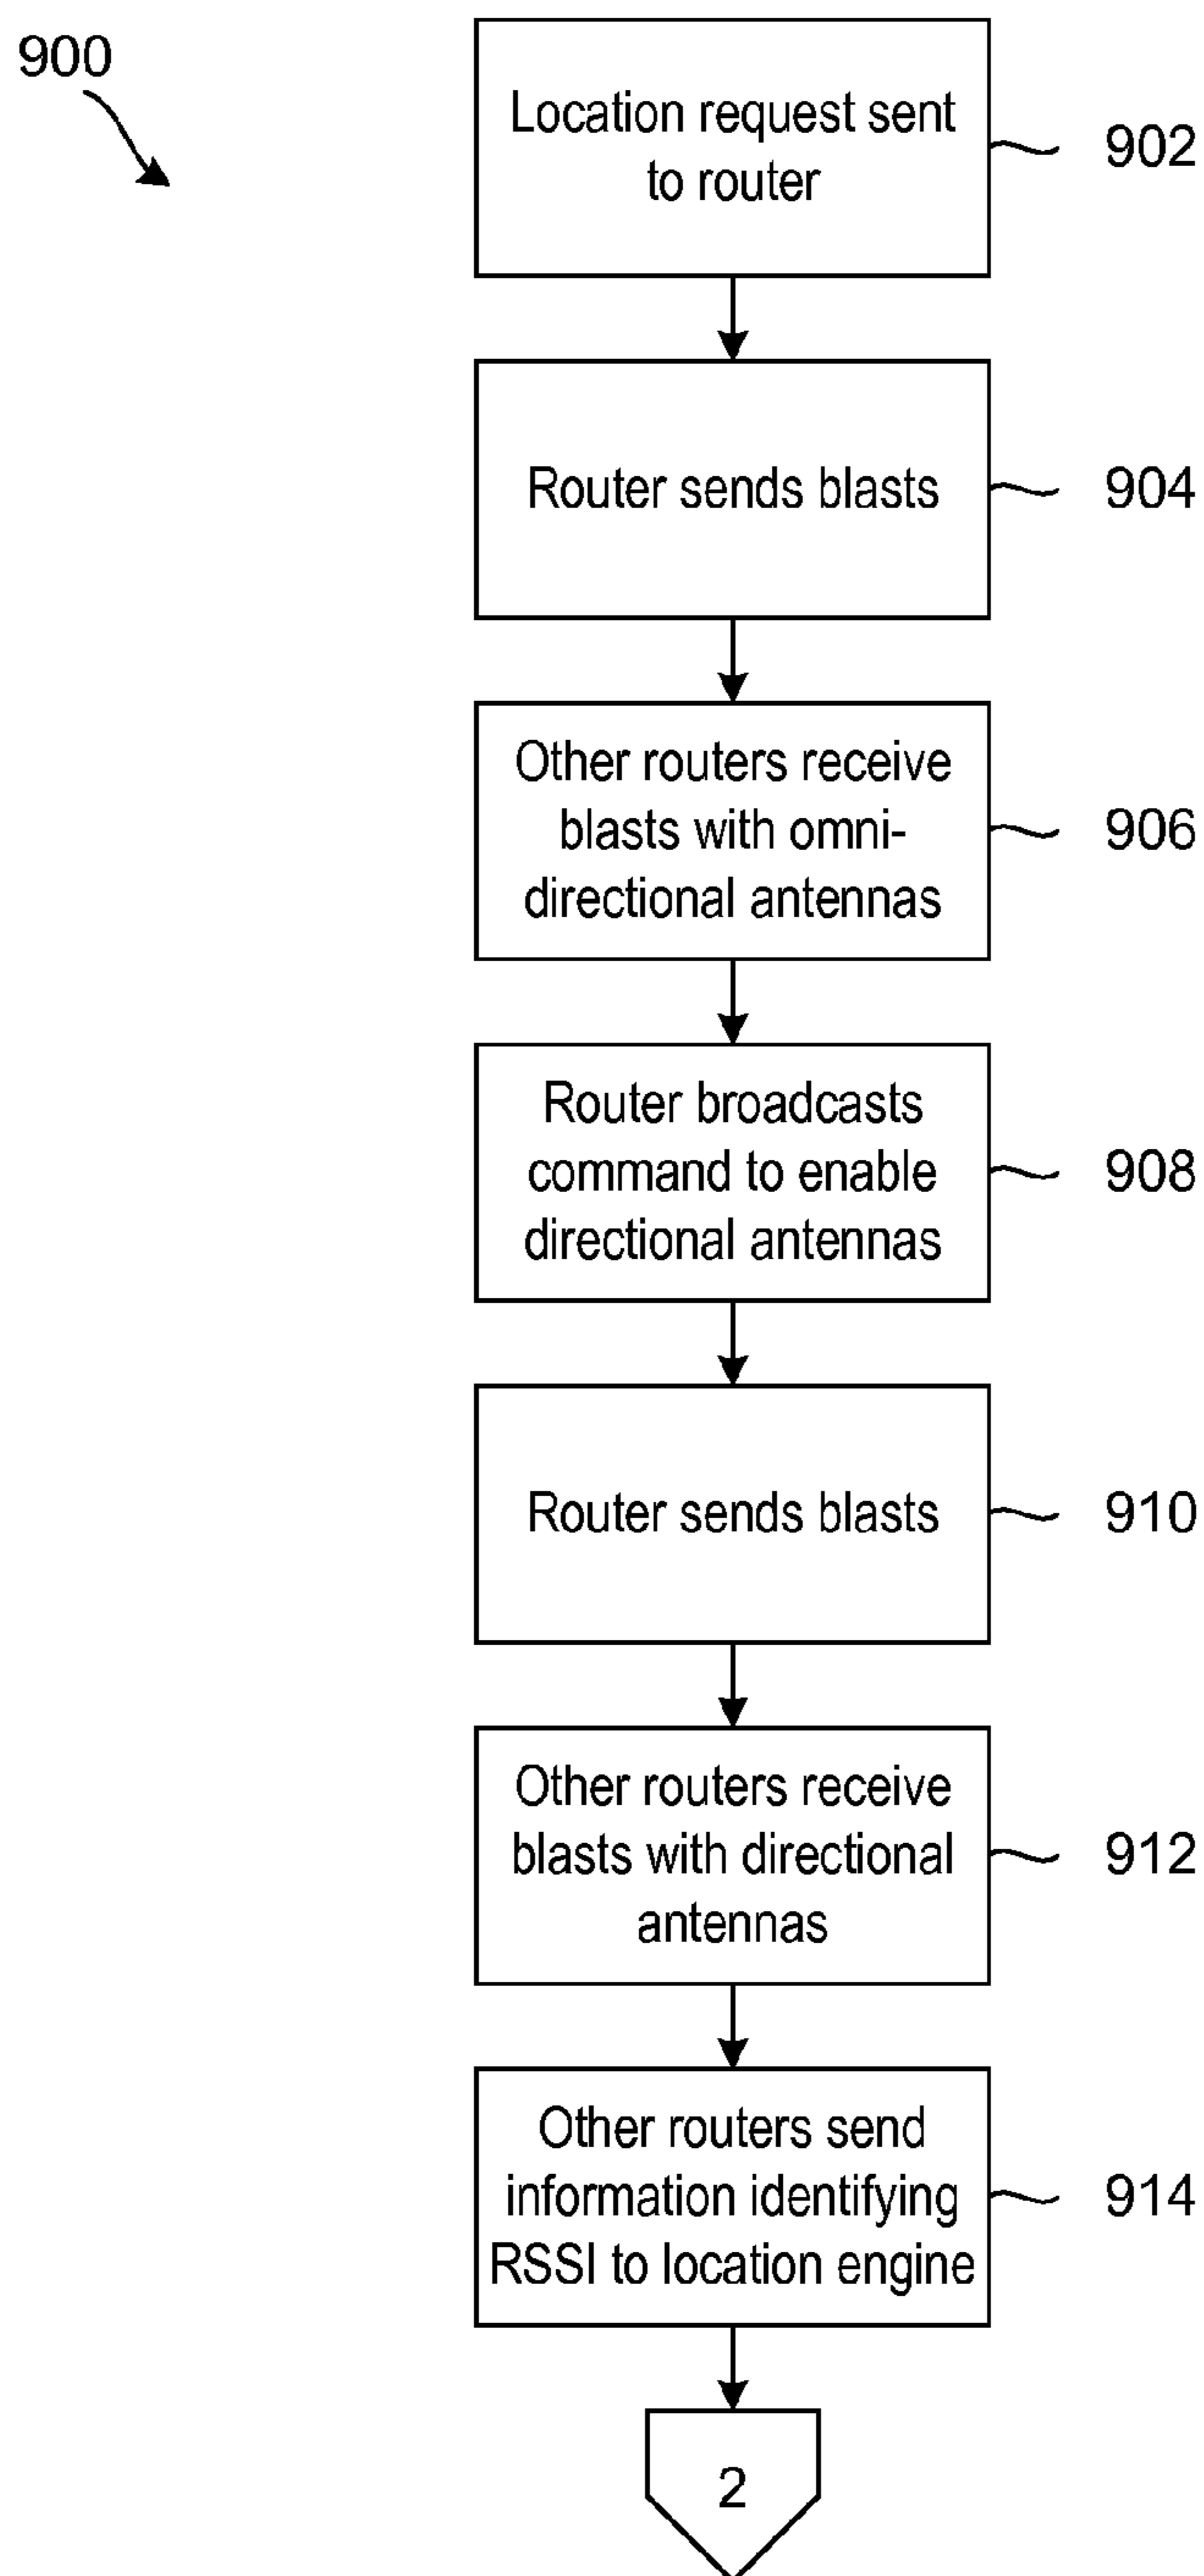 900
Location request sent
to router
902
Router sends blasts
904
Other routers receive
blasts with omni-
directional antennas
906
Router broadcasts
command to enable
directional antennas
908
Router sends blasts
910
Other routers receive
blasts with directional
antennas
912
Other routers send
information identifying
RSSI to location engine
914
2